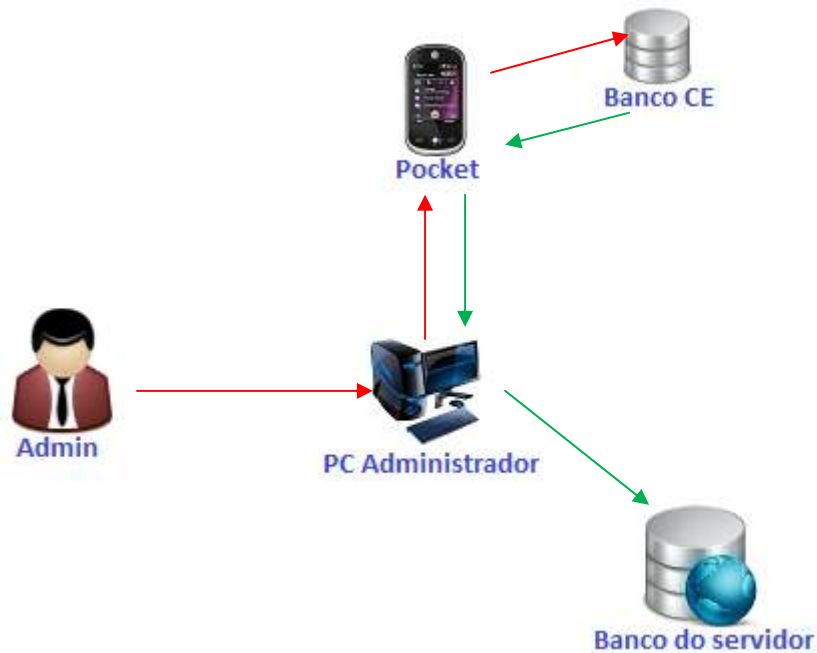 Banco CE
Pocket
Admin
PC Administrador
Banco do servidor